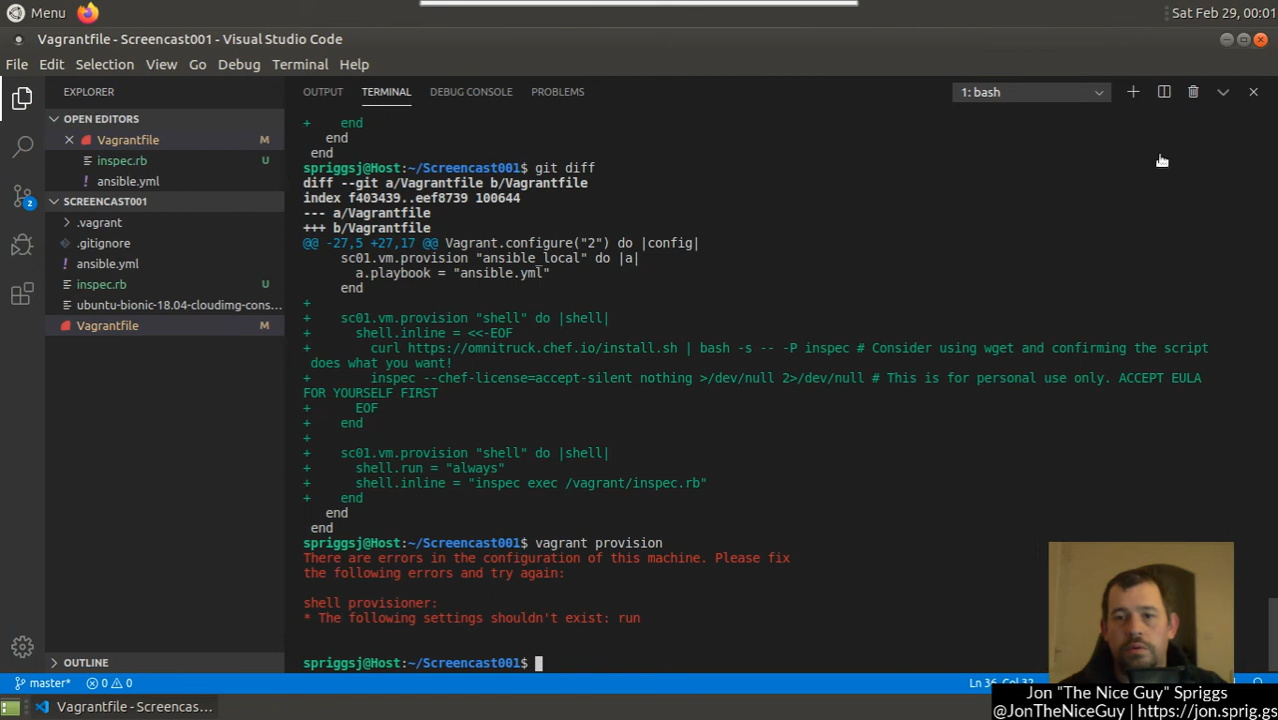 Menu
Sat Feb 29, 00:01
Vagrantfile - Screencast001 - Visual Studio Code
File Edit Selection View Go Debug Terminal Help
EXPLORER
OUTPUT TERMINAL DEBUG CONSOLE PROBLEMS
1: bash
OPEN EDITORS
Vagrantfile M
inspec.rb U
ansible.yml
SCREENCAST001
.vagrant
.gitignore
ansible.yml
inspec.rb U
ubuntu-bionic-18.04-cloudimg-cons...
Vagrantfile M
2
+ end
end
end
spriggsj@Host:~/Screencast001$ git diff
diff --git a/Vagrantfile b/Vagrantfile
index f403439..eef8739 100644
--- a/Vagrantfile
+++ b/Vagrantfile
@@ -27,5 +27,17 @@ Vagrant.configure("2") do |config|
sc01.vm.provision "ansible_local" do |a|
a.playbook = "ansible.yml"
end
+
+ sc01.vm.provision "shell" do |shell|
+ shell.inline = <<-EOF
+ curl https://omnitruck.chef.io/install.sh | bash -s -- -P inspec # Consider using wget and confirming the script
does what you want!
+ inspec --chef-license=accept-silent nothing >/dev/null 2>/dev/null # This is for personal use only. ACCEPT EULA
FOR YOURSELF FIRST
+ EOF
+ end
+
+ sc01.vm.provision "shell" do |shell|
+ shell.run = "always"
+ shell.inline = "inspec exec /vagrant/inspec.rb"
+ end
end
end
spriggsj@Host:~/Screencast001$ vagrant provision
There are errors in the configuration of this machine. Please fix
the following errors and try again:
shell provisioner:
* The following settings shouldn't exist: run
spriggsj@Host:~/Screencast001$
OUTLINE
master* 0 0
Ln 36, Col 32
Vagrantfile - Screencas...
Jon "The Nice Guy" Spriggs
@JonTheNiceGuy | https://jon.sprig.gs